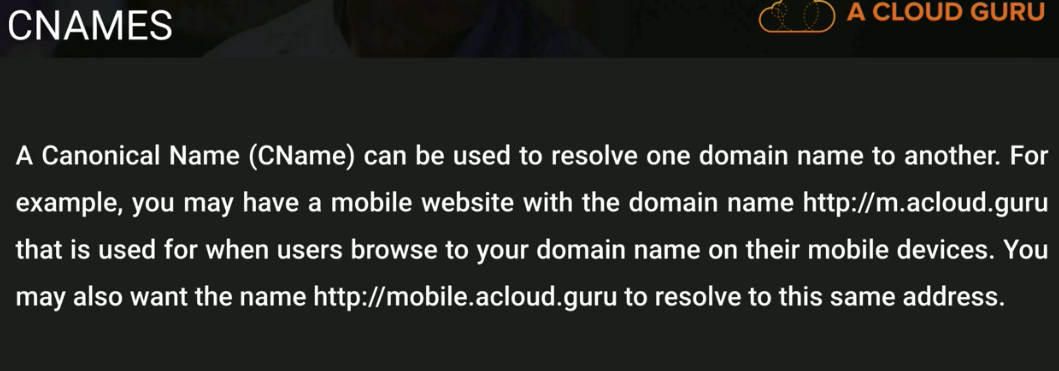 CNAMES
A CLOUD GURU
A Canonical Name (CName) can be used to resolve one domain name to another. For
example, you may have a mobile website with the domain name http://m.acloud.guru
that is used for when users browse to your domain name on their mobile devices. You
may also want the name http://mobile.acloud.guru to resolve to this same address.